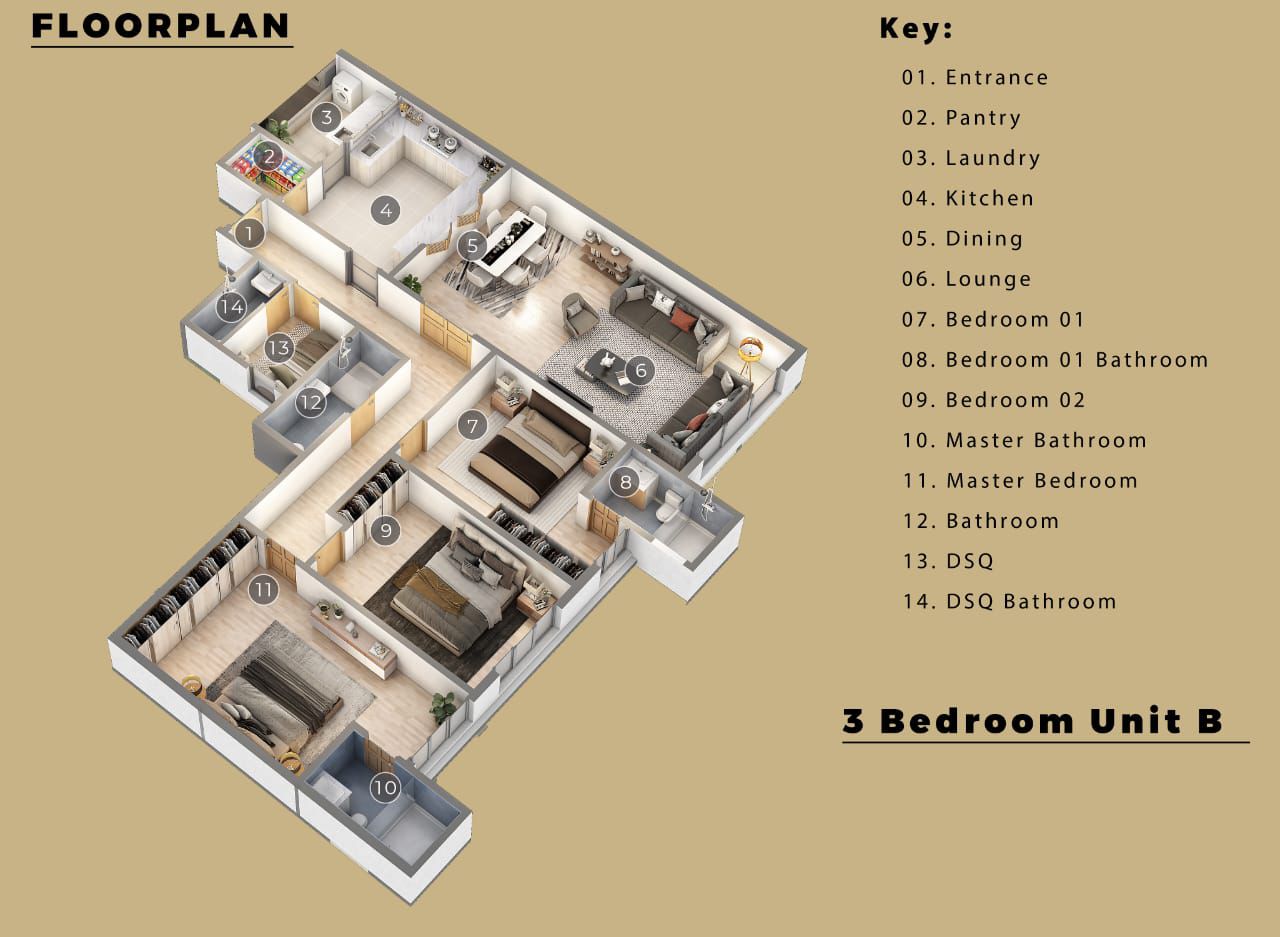 FLOORPLAN
Key:
01. Entrance
02. Pantry
03. Laundry
04. Kitchen
05. Dining
06. Lounge
07. Bedroom 01
08. Bedroom 01 Bathroom
09. Bedroom 02
10. Master Bathroom
11. Master Bedroom
12. Bathroom
13. DSQ
14. DSQ Bathroom
3
2
4
1
5
14
13
6
12
7
8
9
11
10
3 Bedroom Unit B